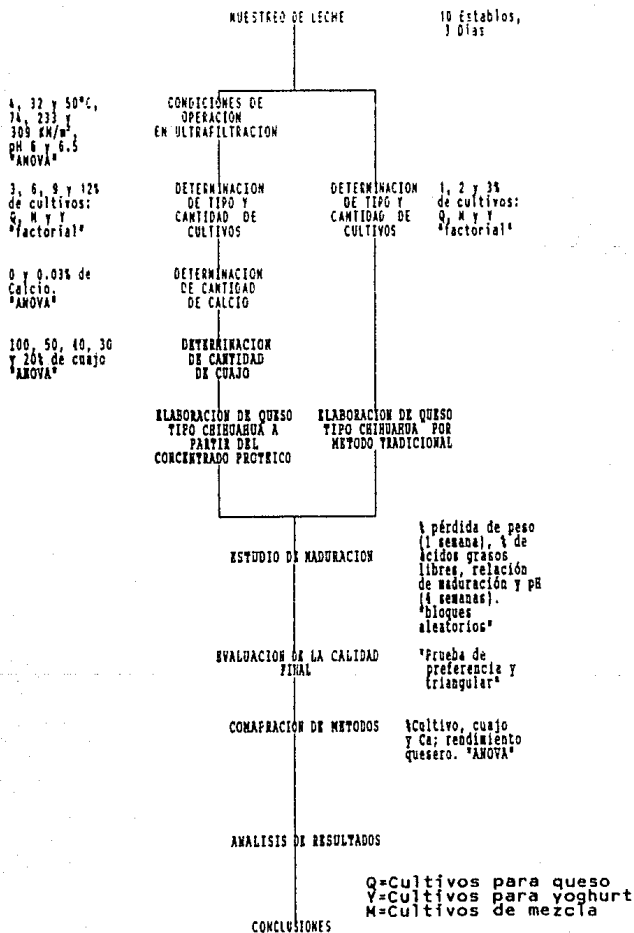 MUESTREO DE LECHE
10 Establos,
3 Días
4, 32 y 50°C,
74, 233 y
309 KN/m²,
pH 6 y 6.5
"ANOVA"
CONDICIONES DE
OPERACION
EN ULTRAFILTRACION
3, 6, 9 y 12%
de cultivos:
Q, M y Y
"factorial"
DETERMINACION
DE TIPO Y
CANTIDAD DE
CULTIVOS
DETERMINACION
DE TIPO Y
CANTIDAD DE
CULTIVOS
1, 2 y 3%
de cultivos:
Q, M y Y
"factorial"
0 y 0.03% de
Calcio.
"ANOVA"
DETERMINACION
DE CANTIDAD
DE CALCIO
100, 50, 40, 30
y 20% de cuajo
"ANOVA"
DETERMINACION
DE CANTIDAD
DE CUAJO
ELABORACION DE QUESO
TIPO CHIHUAHUA A
PARTIR DEL
CONCENTRADO PROTEICO
ELABORACION DE QUESO
TIPO CHIHUAHUA POR
METODO TRADICIONAL
ESTUDIO DE MADURACION
% pérdida de peso
(1 semana), % de
ácidos grasos
libres, relación
de maduración y pH
(4 semanas).
"bloques
aleatorios"
EVALUACION DE LA CALIDAD
FINAL
"Prueba de
preferencia y
triangular"
COMAPRACION DE METODOS
%Cultivo, cuajo
y Ca; rendimiento
quesero. "ANOVA"
ANALISIS DE RESULTADOS
Q=Cultivos para queso
Y=Cultivos para yoghurt
M=Cultivos de mezcla
CONCLUSIONES